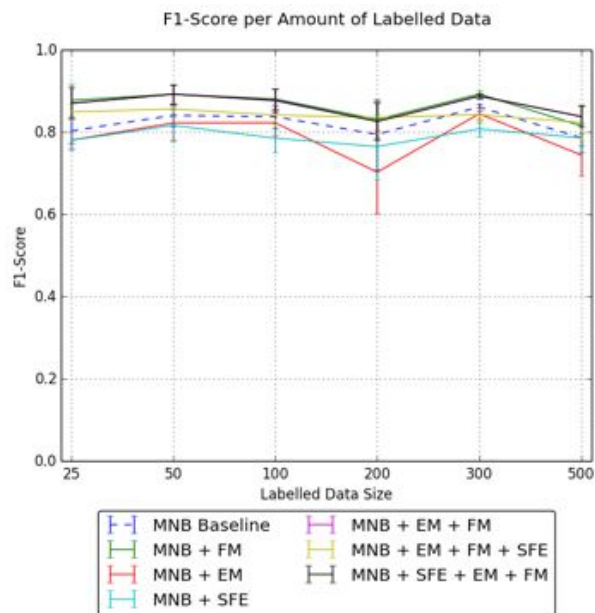 F1-Score per Amount of Labelled Data
1.0
0.8
0.6
0.4
0.2
0.0
F1-Score
25 50 100 200 300 500
Labelled Data Size
MNB Baseline
MNB + FM
MNB + EM
MNB + SFE
MNB + EM + FM
MNB + EM + FM + SFE
MNB + SFE + EM + FM